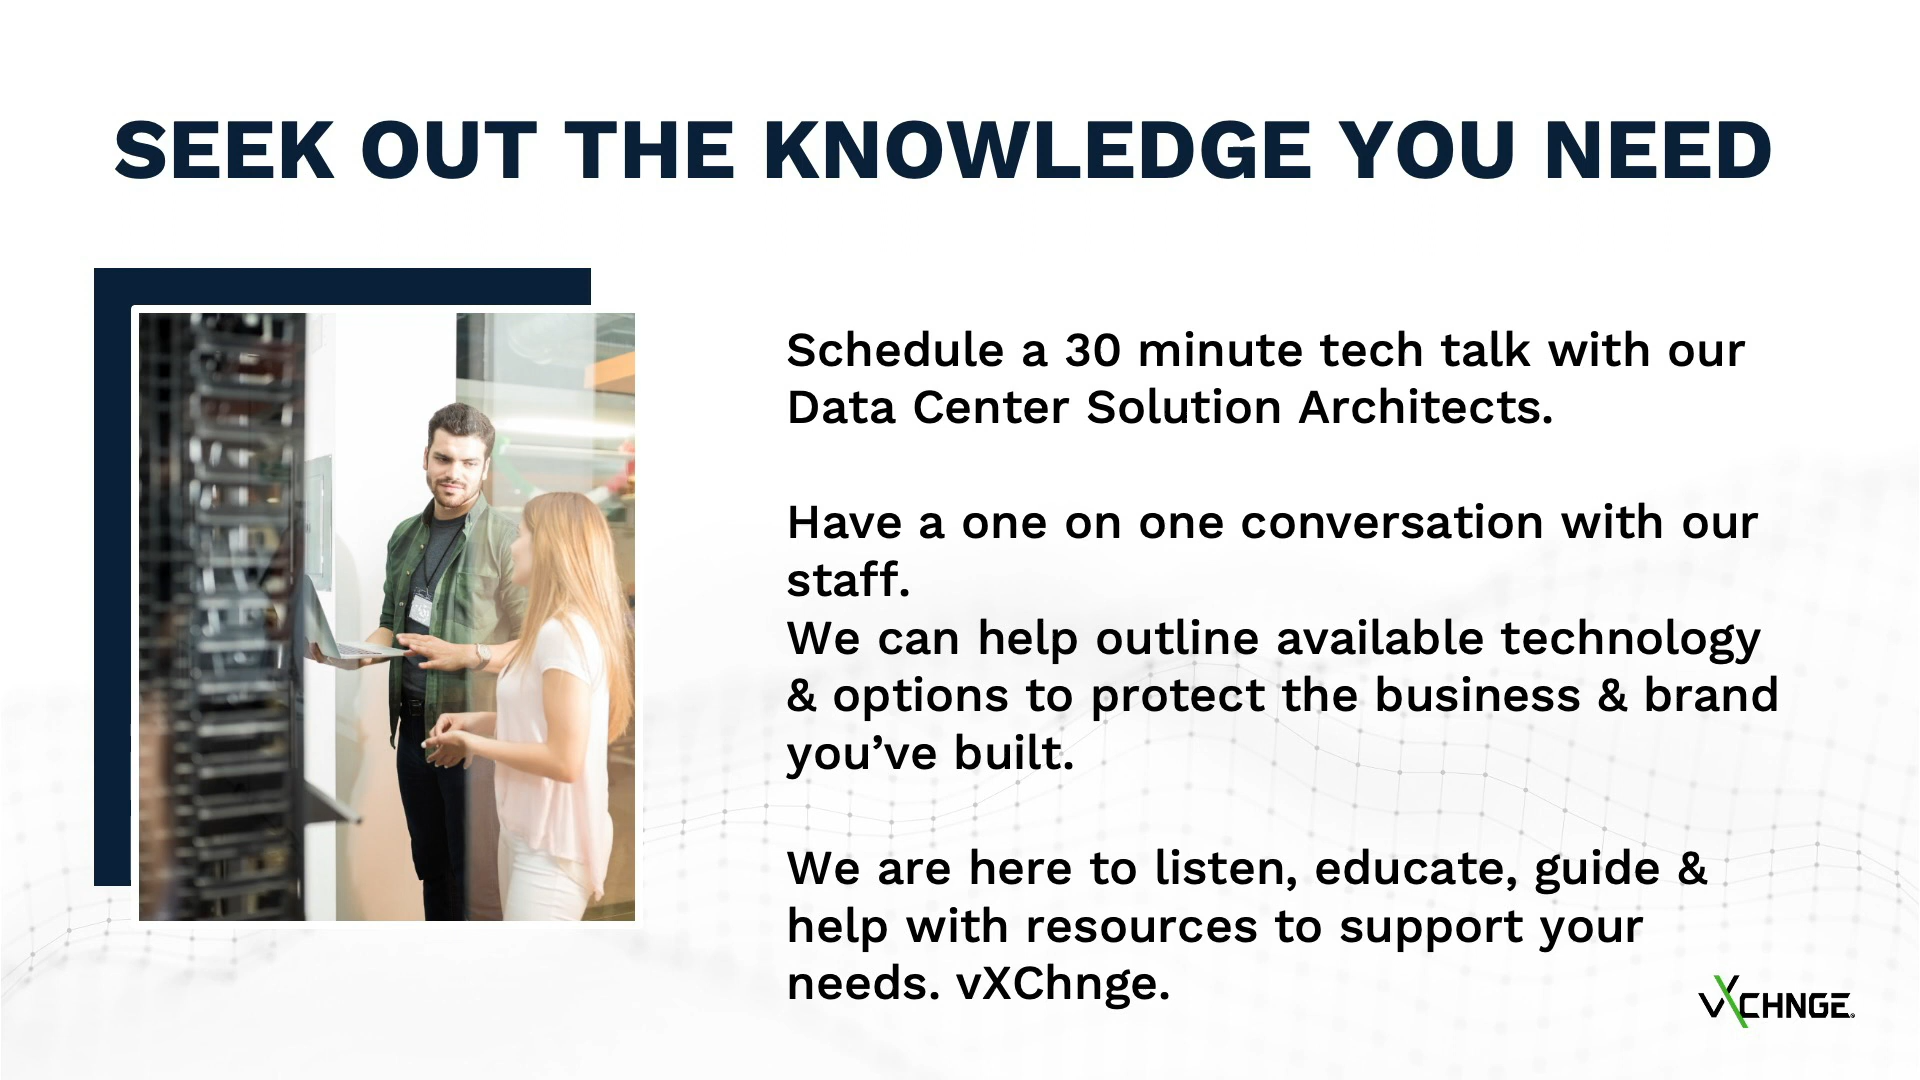 SEEK OUT THE KNOWLEDGE YOU NEED
Schedule a 30 minute tech talk with our
Data Center Solution Architects.
Have a one on one conversation with our
staff.
We can help outline available technology
& options to protect the business & brand
you’ve built.
We are here to listen, educate, guide &
help with resources to support your
needs. vXChnge.
vXCHNGE